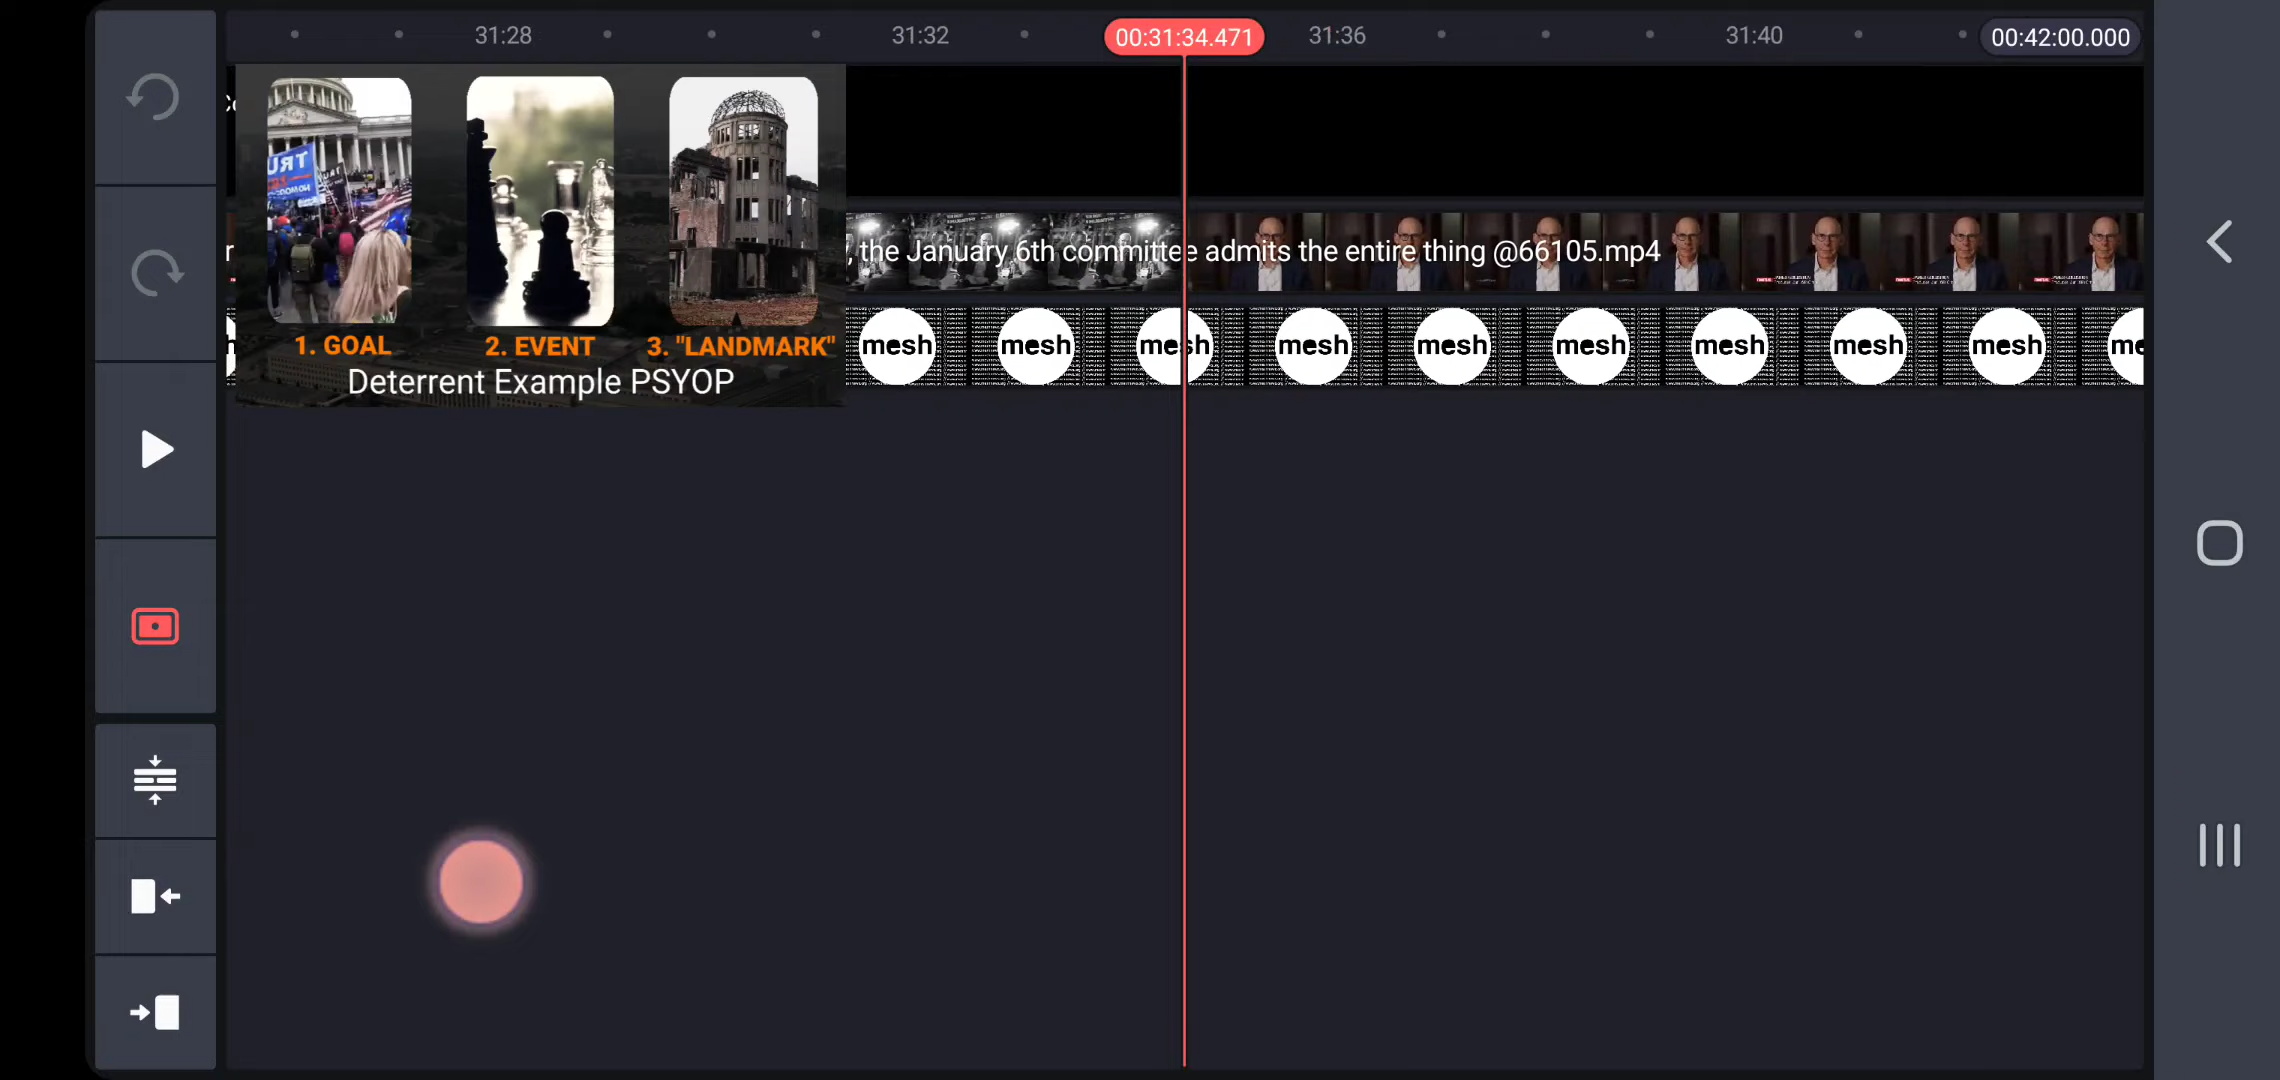 31:28
31:32
00:31:34.471
31:36
31:40
00:42:00.000
TRU
1. GOAL
2. EVENT
3. "LANDMARK"
Deterrent Example PSYOP
r
, the January 6th committee admits the entire thing @66105.mp4
mesh mesh mesh mesh mesh mesh mesh mesh mesh me